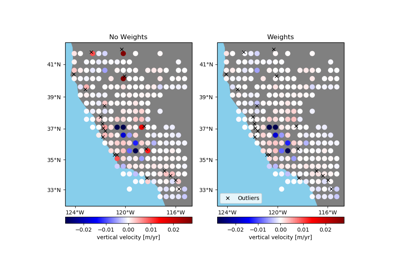 No Weights
Weights
41°N
39°N
37°N
35°N
33°N
124°W
120°W
116°W
41°N
39°N
37°N
35°N
33°N
× Outliers
124°W
120°W
116°W
−0.02 −0.01 0.00 0.01 0.02
vertical velocity [m/yr]
−0.02 −0.01 0.00 0.01 0.02
vertical velocity [m/yr]